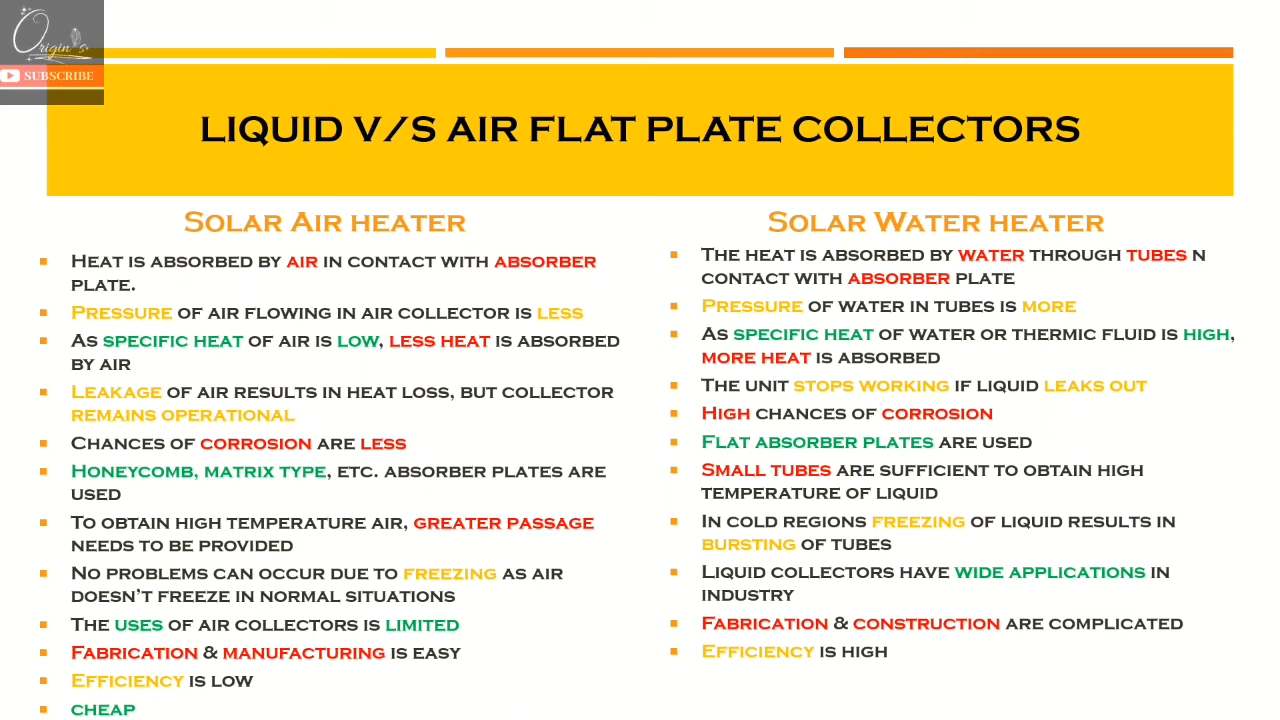 Origin's
SUBSCRIBE
LIQUID V/S AIR FLAT PLATE COLLECTORS
SOLAR AIR HEATER
HEAT IS ABSORBED BY AIR IN CONTACT WITH ABSORBER
PLATE.
PRESSURE OF AIR FLOWING IN AIR COLLECTOR IS LESS
AS SPECIFIC HEAT OF AIR IS LOW, LESS HEAT IS ABSORBED
BY AIR
LEAKAGE OF AIR RESULTS IN HEAT LOSS, BUT COLLECTOR
REMAINS OPERATIONAL
CHANCES OF CORROSION ARE LESS
HONEYCOMB, MATRIX TYPE, ETC. ABSORBER PLATES ARE
USED
TO OBTAIN HIGH TEMPERATURE AIR, GREATER PASSAGE
NEEDS TO BE PROVIDED
NO PROBLEMS CAN OCCUR DUE TO FREEZING AS AIR
DOESN'T FREEZE IN NORMAL SITUATIONS
THE USES OF AIR COLLECTORS IS LIMITED
FABRICATION & MANUFACTURING IS EASY
EFFICIENCY IS LOW
CHEAP
SOLAR WATER HEATER
THE HEAT IS ABSORBED BY WATER THROUGH TUBES N
CONTACT WITH ABSORBER PLATE
PRESSURE OF WATER IN TUBES IS MORE
AS SPECIFIC HEAT OF WATER OR THERMIC FLUID IS HIGH,
MORE HEAT IS ABSORBED
THE UNIT STOPS WORKING IF LIQUID LEAKS OUT
HIGH CHANCES OF CORROSION
FLAT ABSORBER PLATES ARE USED
SMALL TUBES ARE SUFFICIENT TO OBTAIN HIGH
TEMPERATURE OF LIQUID
IN COLD REGIONS FREEZING OF LIQUID RESULTS IN
BURSTING OF TUBES
LIQUID COLLECTORS HAVE WIDE APPLICATIONS IN
INDUSTRY
FABRICATION & CONSTRUCTION ARE COMPLICATED
EFFICIENCY IS HIGH